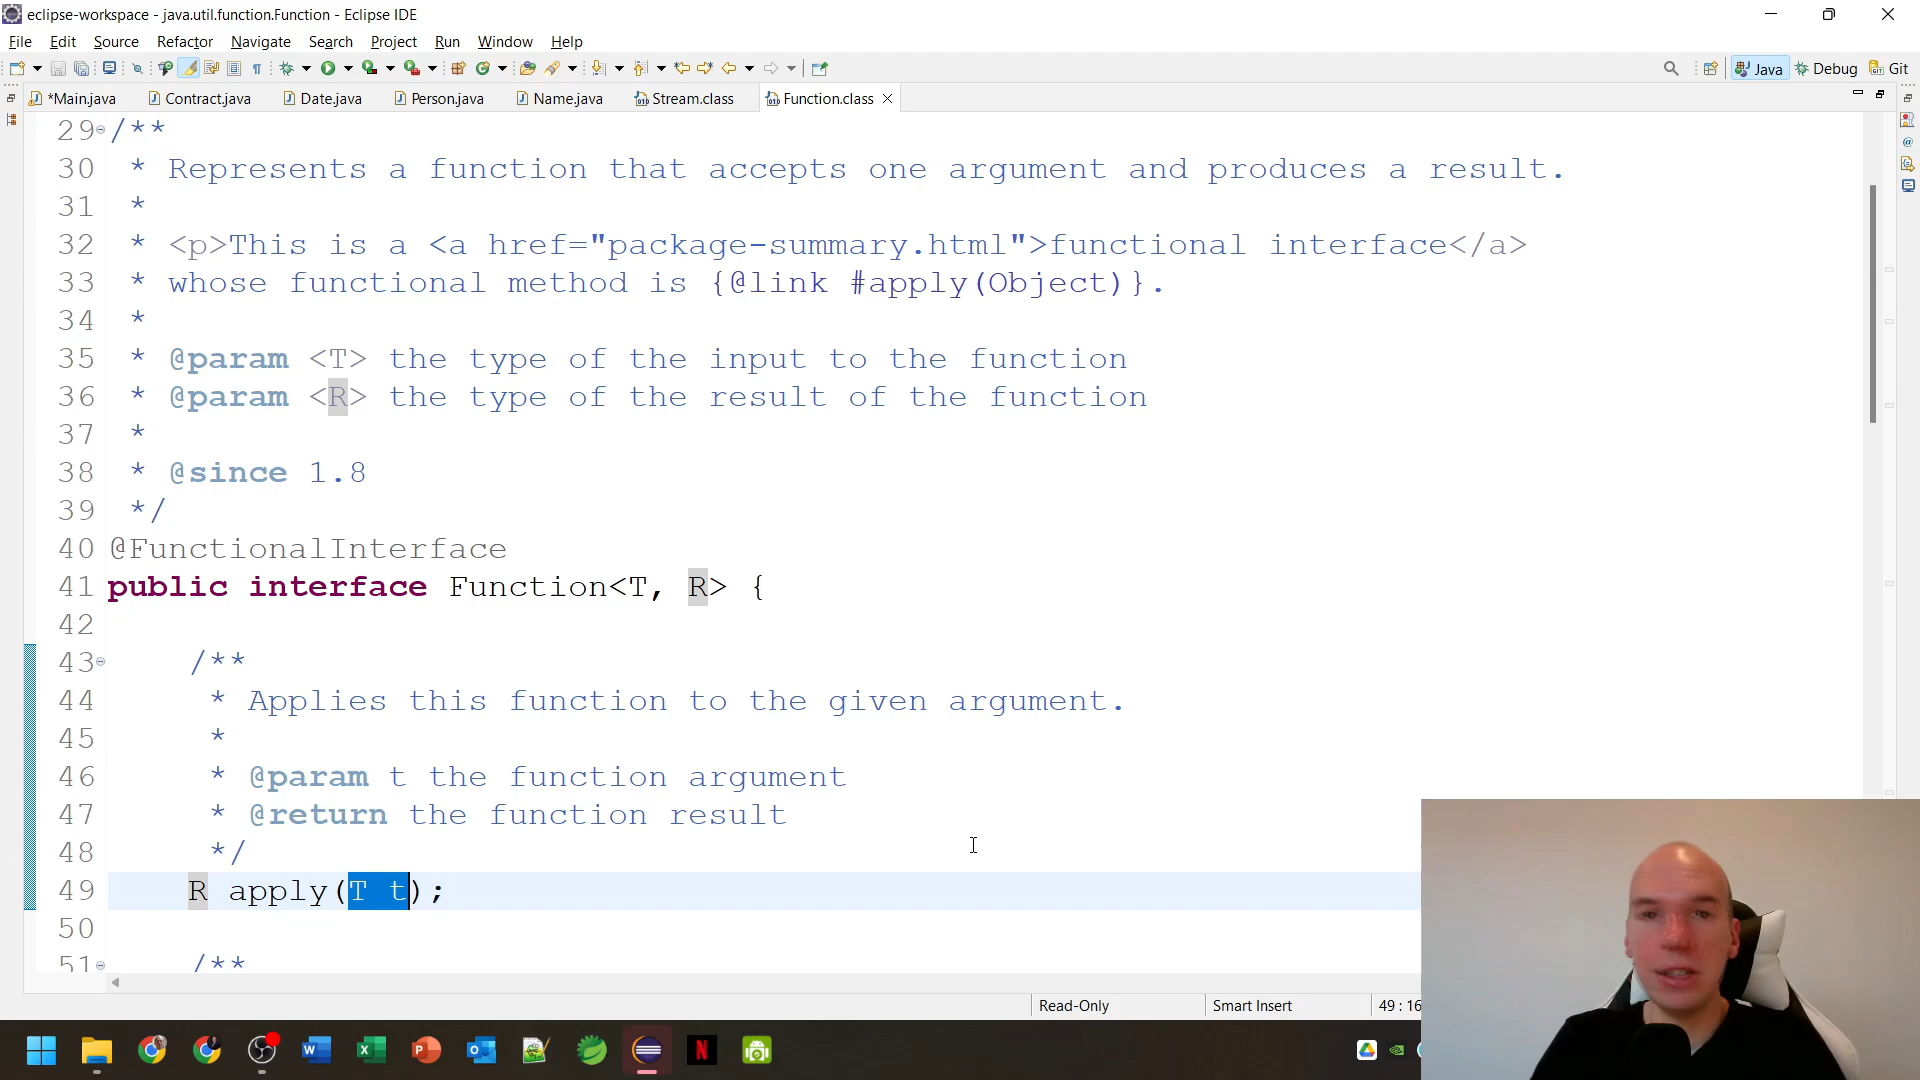 eclipse-workspace - java.util.function.Function - Eclipse IDE
File Edit Source Refactor Navigate Search Project Run Window Help
Java Debug Git
*Main.java Contract.java Date.java Person.java Name.java Stream.class Function.class
29 /**
30 * Represents a function that accepts one argument and produces a result.
31 *
32 * <p>This is a <a href="package-summary.html">functional interface</a>
33 * whose functional method is {@link #apply(Object)}.
34 *
35 * @param <T> the type of the input to the function
36 * @param <R> the type of the result of the function
37 *
38 * @since 1.8
39 */
40 @FunctionalInterface
41 public interface Function<T, R> {
42
43 /**
44 * Applies this function to the given argument.
45 *
46 * @param t the function argument
47 * @return the function result
48 */
49 R apply(T t);
50
51 /**
Read-Only Smart Insert 49 : 16